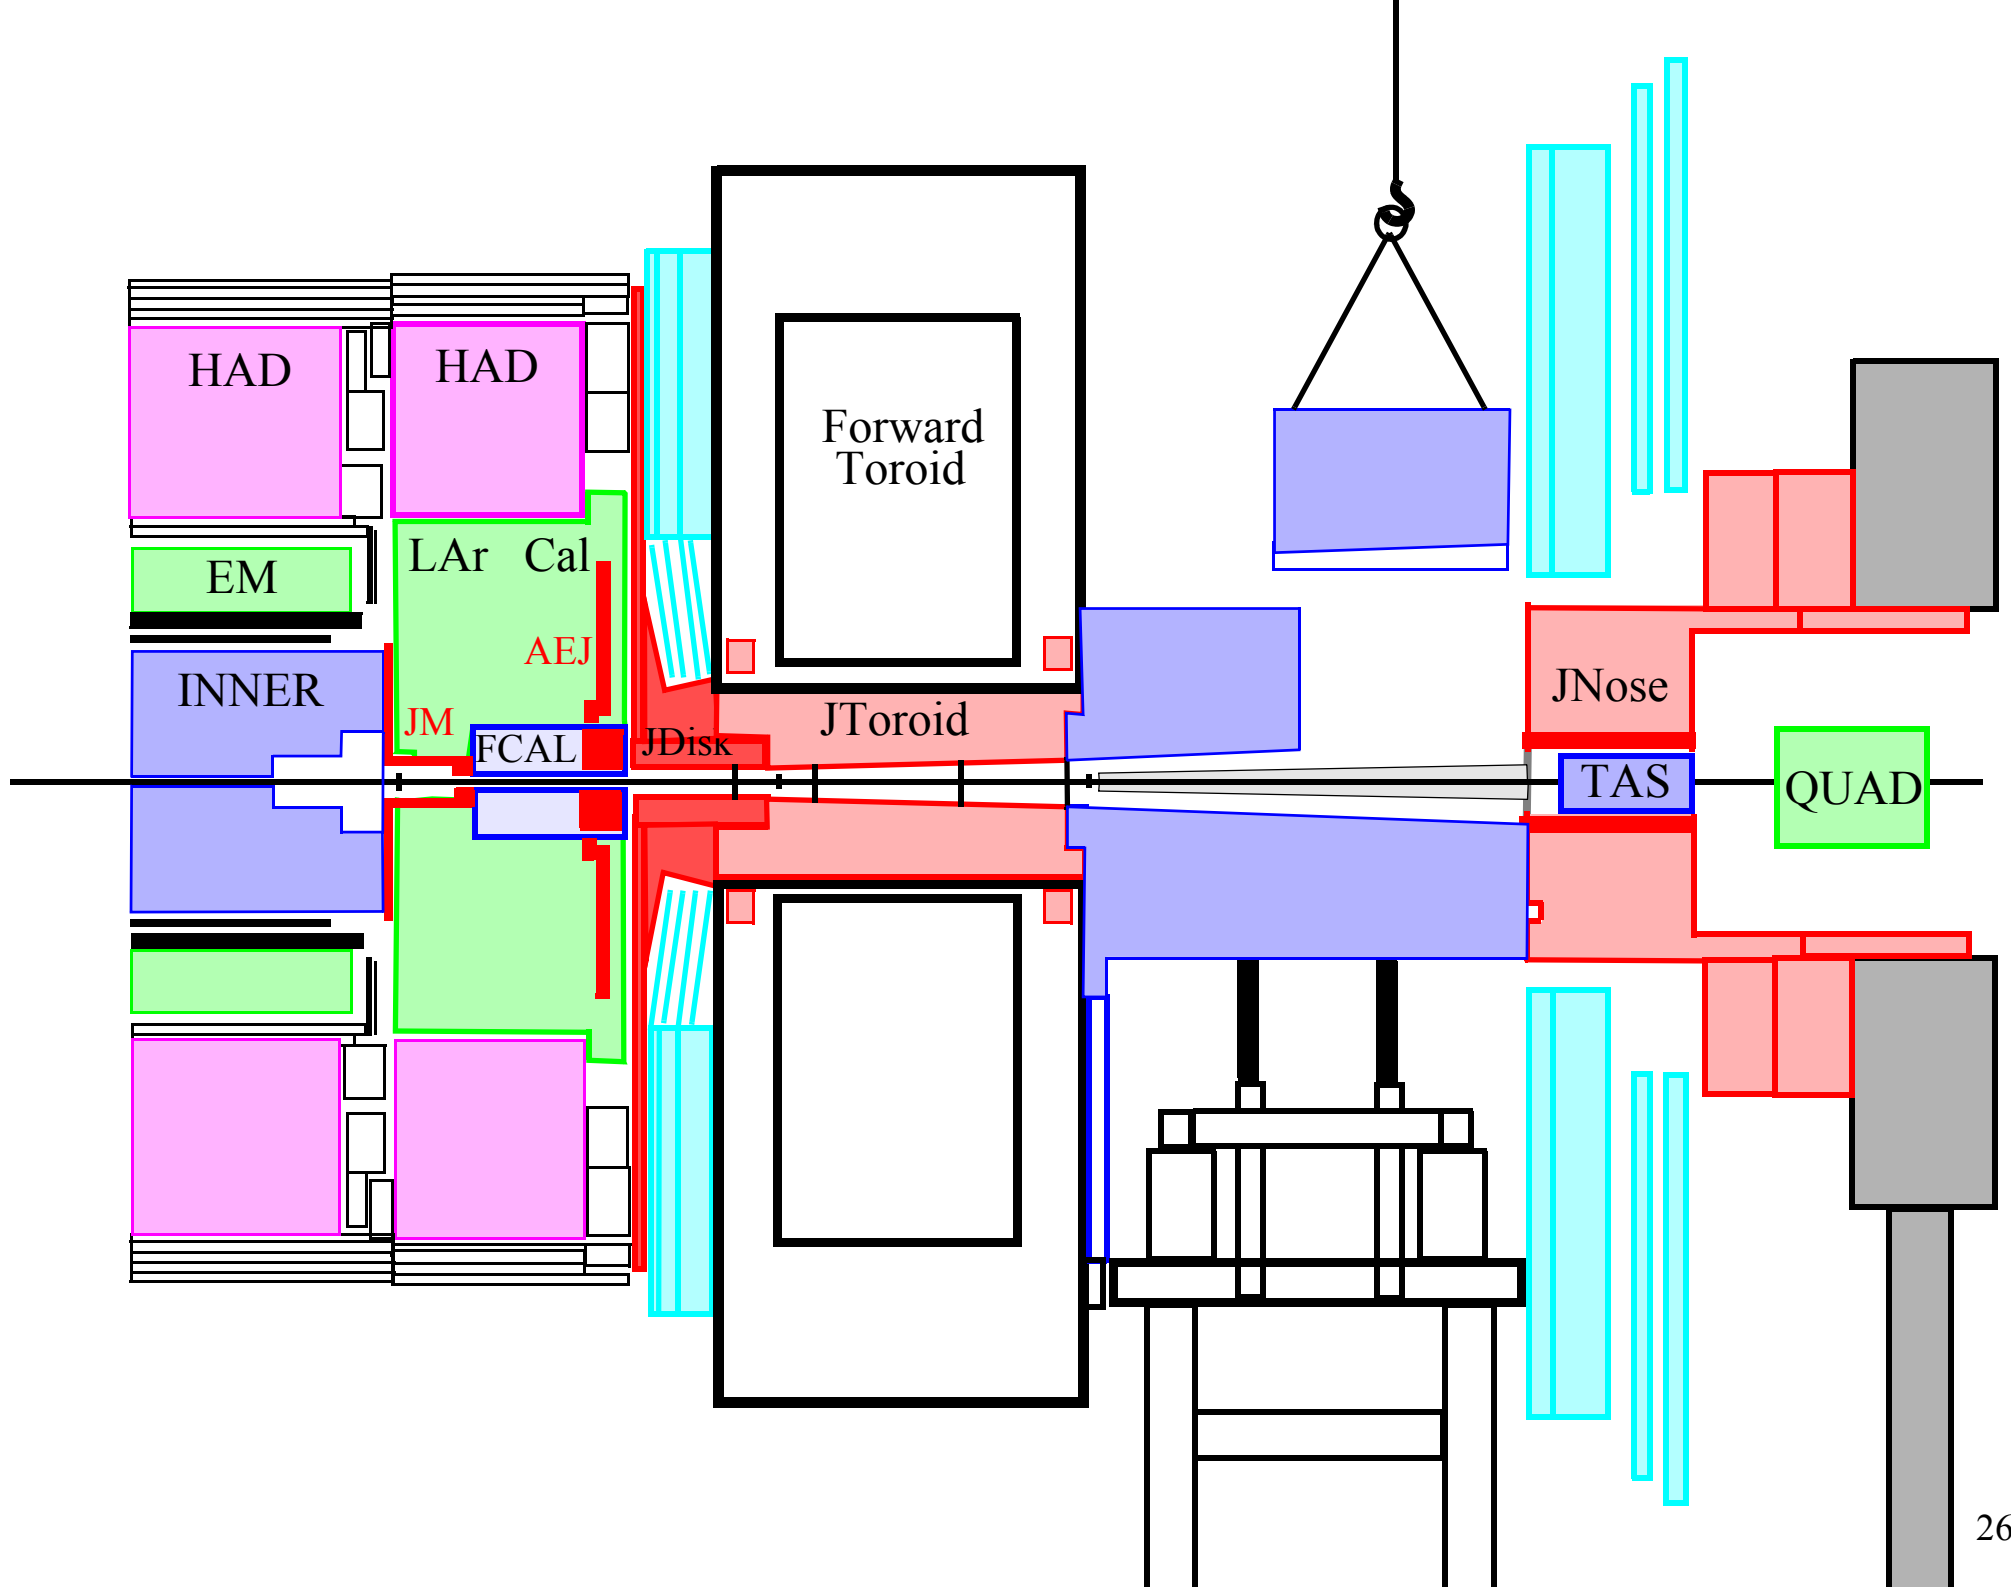 HAD
HAD
Forward
Toroid
LAr Cal
EM
AEJ
INNER
JM
FCAL
JDisk
JToroid
JNose
TAS
QUAD
26